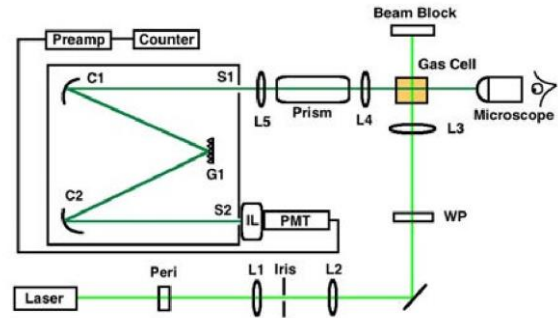 Beam Block
Preamp
Counter
Gas Cell
C1
S1
L5
Prism
L4
Microscope
L3
G1
C2
S2
IL
PMT
WP
Peri
L1
Iris
L2
Laser